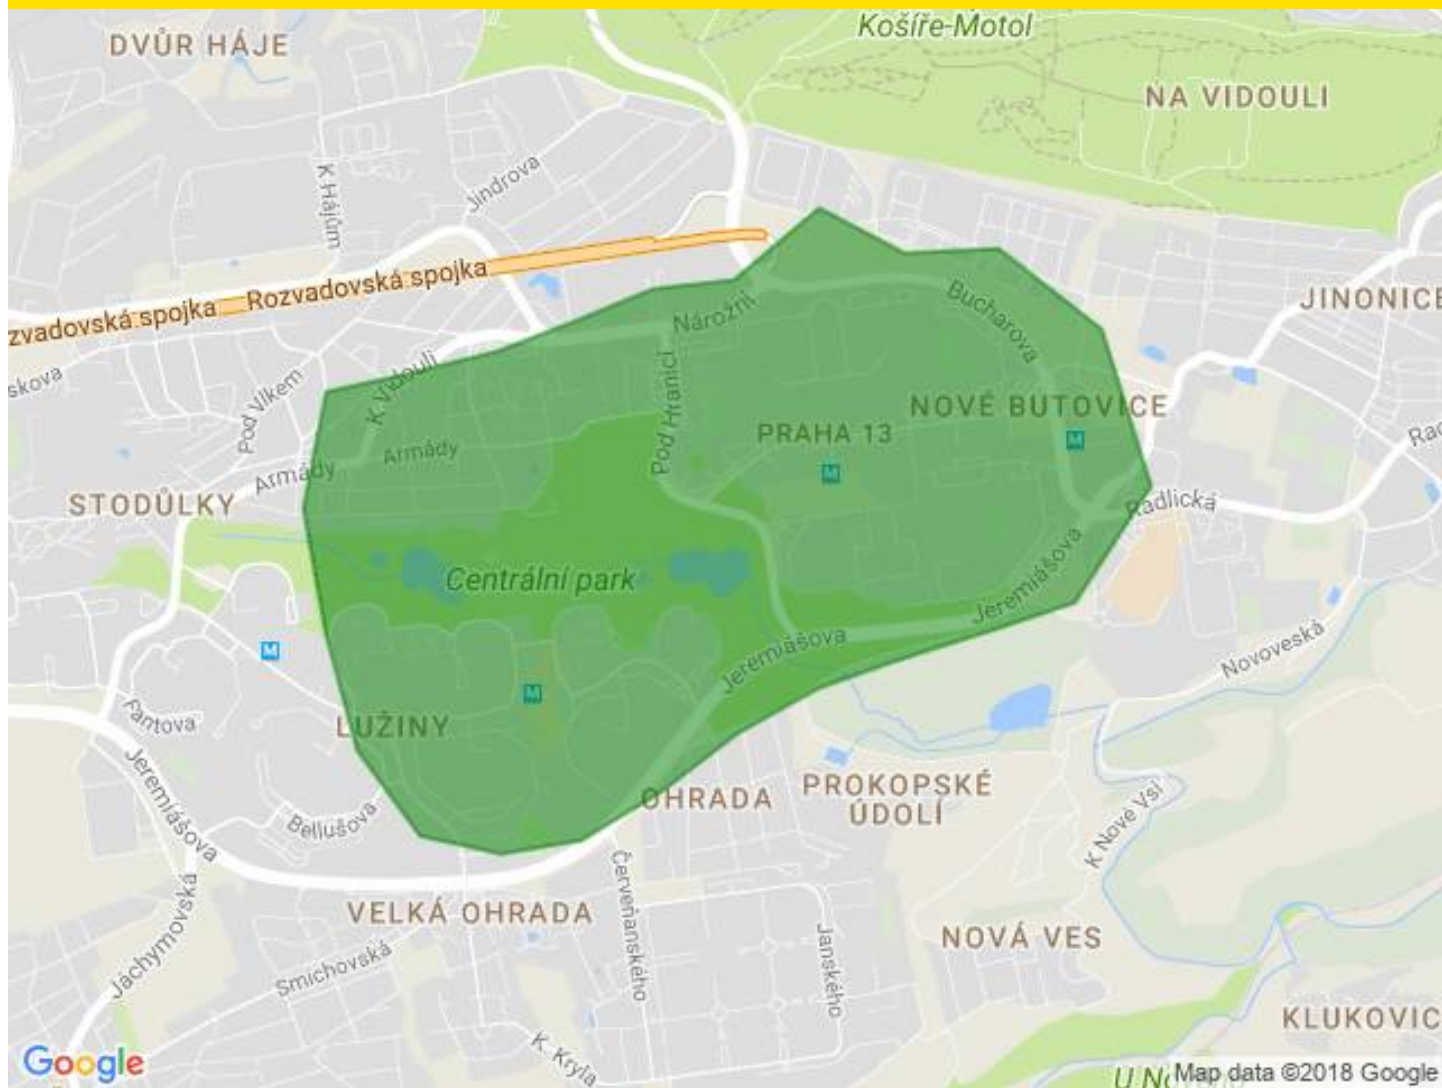 Košíře-Motol
DVŮR HÁJE
NA VIDOULI
Jindrova
K Hájům
Rozvadovská spojka
zvadovská spojka
JINONICE
Bucharova
Nárožní
skova
K Vidouli
Pod Vlkem
Pod Hranicí
NOVÉ BUTOVICE
PRAHA 13
M
Armády
Rad
M
Armády
STODŮLKY
Radlická
Jeremiášova
Centrální park
Jeremiášova
Novoveská
M
M
Fantova
LUŽINY
Jeremiášova
OHRADA
PROKOPSKÉ
ÚDOLÍ
Bellušova
K Nové Vsi
VELKÁ OHRADA
Červeňanského
Jáchymovská
Smíchovská
Janského
NOVÁ VES
KLUKOVIC
K. Kryla
Google
Map data ©2018 Google